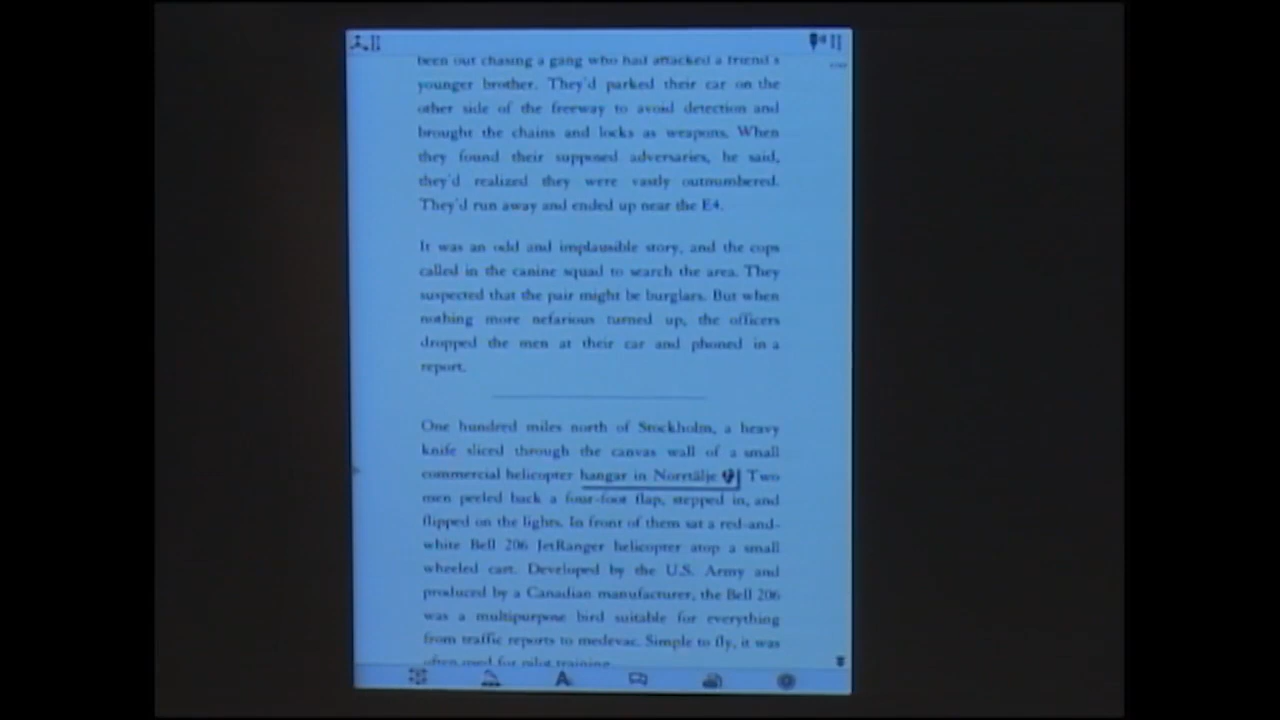 been out chasing a gang who had attacked a friend's
younger brother. They'd parked their car on the
other side of the freeway to avoid detection and
brought the chains and locks as weapons. When
they found their supposed adversaries, he said,
they'd realized they were vastly outnumbered.
They'd run away and ended up near the E4.
It was an odd and implausible story, and the cops
called in the canine squad to search the area. They
suspected that the pair might be burglars. But when
nothing more nefarious turned up, the officers
dropped the men at their car and phoned in a
report.
One hundred miles north of Stockholm, a heavy
knife sliced through the canvas wall of a small
commercial helicopter hangar in Norrtälje Two
men peeled back a four-foot flap, stepped in, and
flipped on the lights. In front of them sat a red-and-
white Bell 206 JetRanger helicopter atop a small
wheeled cart. Developed by the U.S. Army and
produced by a Canadian manufacturer, the Bell 206
was a multipurpose bird suitable for everything
from traffic reports to medevac. Simple to fly, it was
often used for pilot training.
A